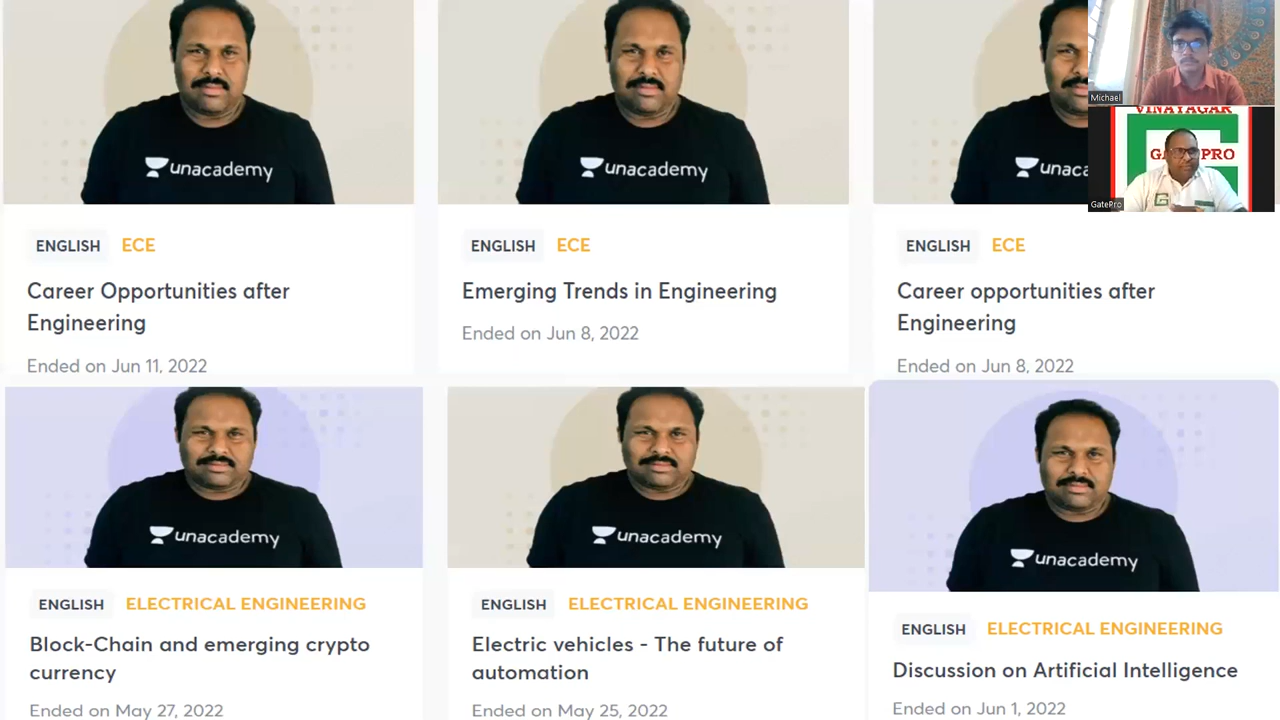 unacademy
ENGLISH ECE
Career Opportunities after
Engineering
Ended on Jun 11, 2022
unacademy
ENGLISH ECE
Emerging Trends in Engineering
Ended on Jun 8, 2022
unaca
ENGLISH ECE
Career opportunities after
Engineering
Ended on Jun 8, 2022
Michael
VINAYAGAR
GA PRO
G
GatePro
unacademy
ENGLISH ELECTRICAL ENGINEERING
Block-Chain and emerging crypto
currency
Ended on May 27, 2022
unacademy
ENGLISH ELECTRICAL ENGINEERING
Electric vehicles - The future of
automation
Ended on May 25, 2022
unacademy
ENGLISH ELECTRICAL ENGINEERING
Discussion on Artificial Intelligence
Ended on Jun 1, 2022